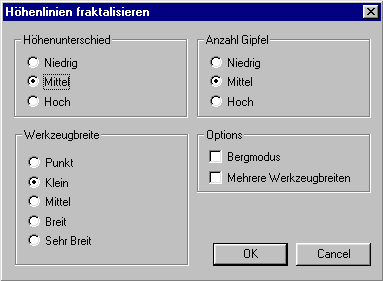 Höhenlinien fraktalisieren
Höhenunterschied
Niedrig
Mittel
Hoch
Anzahl Gipfel
Niedrig
Mittel
Hoch
Werkzeugbreite
Punkt
Klein
Mittel
Breit
Sehr Breit
Options
Bergmodus
Mehrere Werkzeugbreiten
OK
Cancel